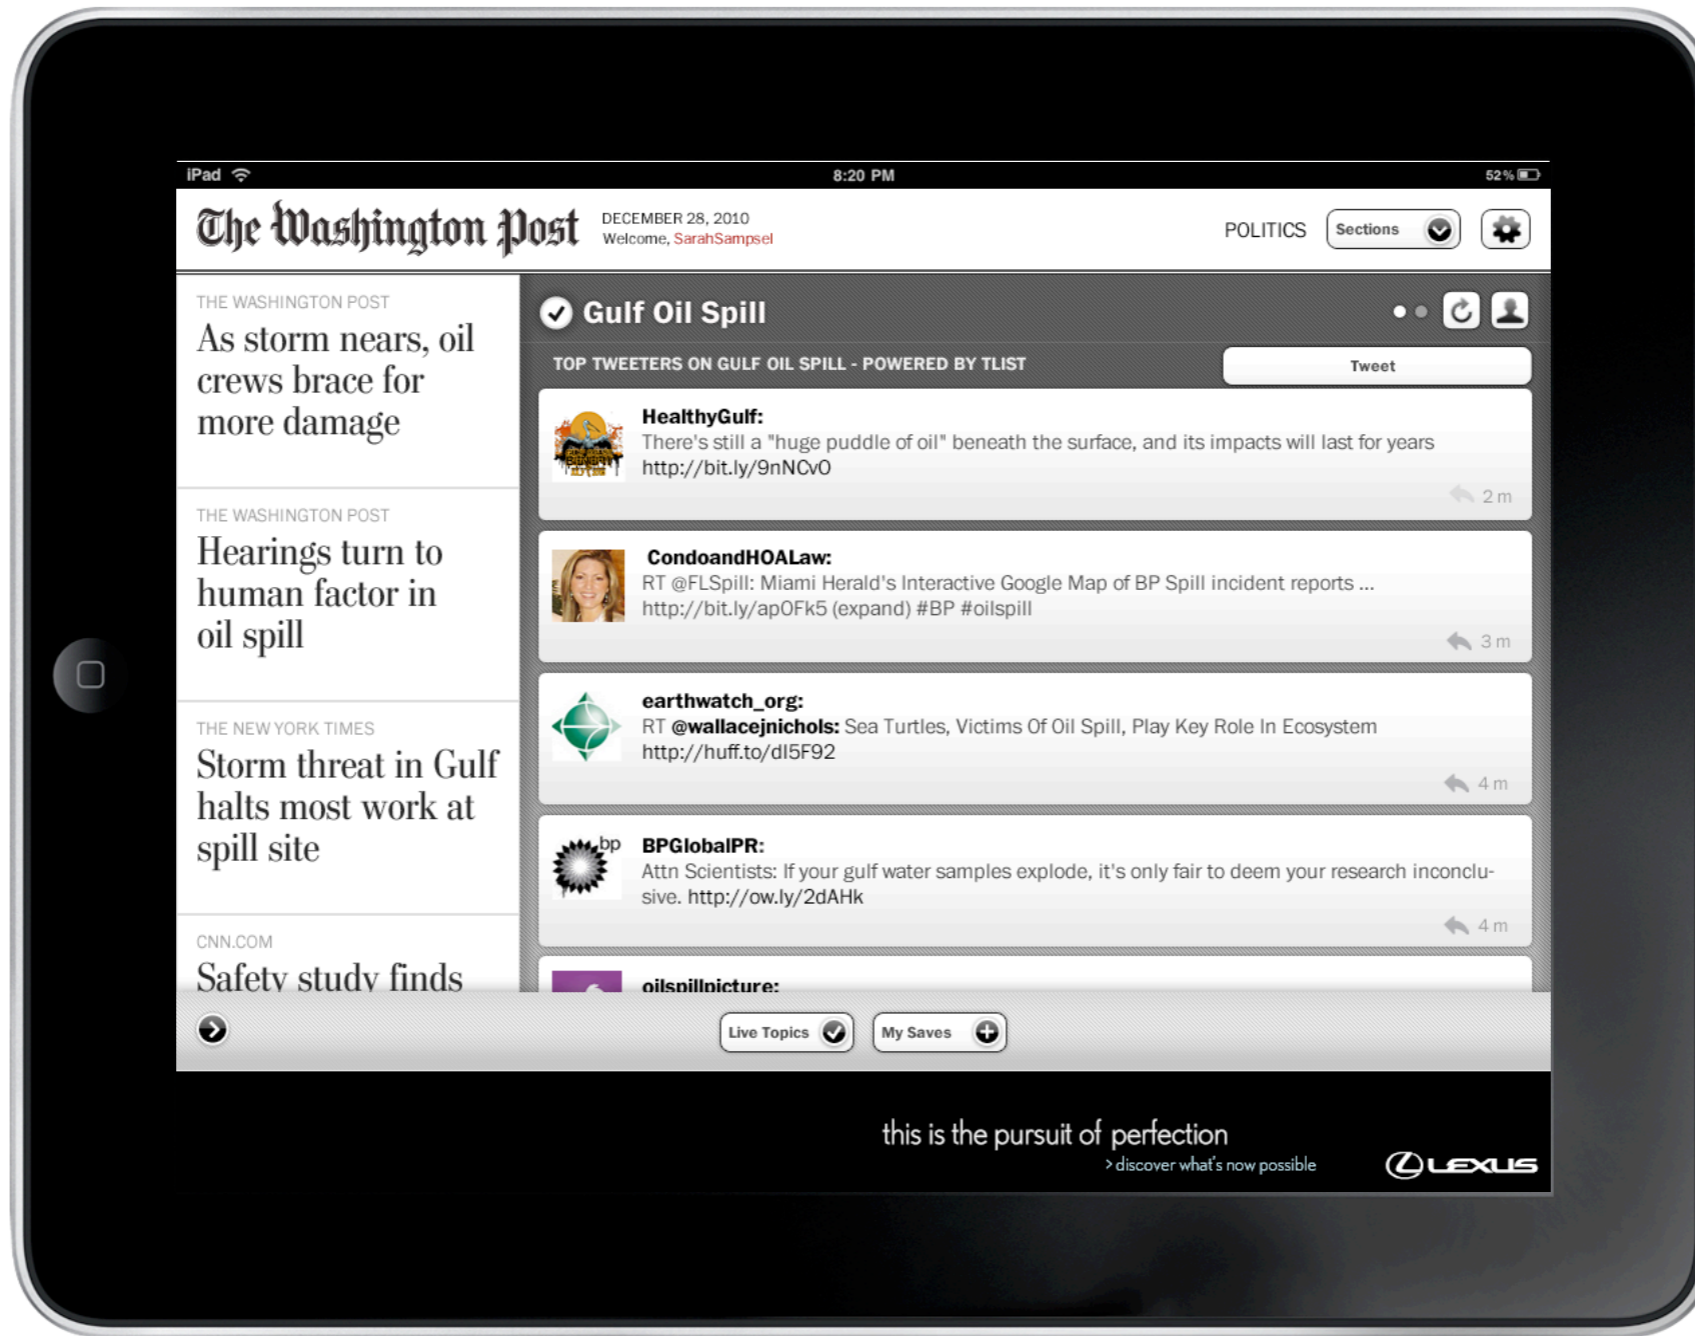 iPad 8:20 PM 52%
The Washington Post
DECEMBER 28, 2010
Welcome, SarahSampsel
POLITICS Sections
THE WASHINGTON POST
As storm nears, oil
crews brace for
more damage
THE WASHINGTON POST
Hearings turn to
human factor in
oil spill
THE NEW YORK TIMES
Storm threat in Gulf
halts most work at
spill site
CNN.COM
Safety study finds
Gulf Oil Spill
TOP TWEETERS ON GULF OIL SPILL - POWERED BY TLIST
Tweet
HealthyGulf:
There's still a "huge puddle of oil" beneath the surface, and its impacts will last for years
http://bit.ly/9nNCvO
2 m
CondoandHOALaw:
RT @FLSpill: Miami Herald's Interactive Google Map of BP Spill incident reports ...
http://bit.ly/apOFk5 (expand) #BP #oilspill
3 m
earthwatch_org:
RT @wallacejnichols: Sea Turtles, Victims Of Oil Spill, Play Key Role In Ecosystem
http://huff.to/dI5F92
4 m
bp
BPGlobalPR:
Attn Scientists: If your gulf water samples explode, it's only fair to deem your research inconclu-
sive. http://ow.ly/2dAHk
4 m
oilspillpicture:
Live Topics My Saves
this is the pursuit of perfection
> discover what's now possible
LEXUS